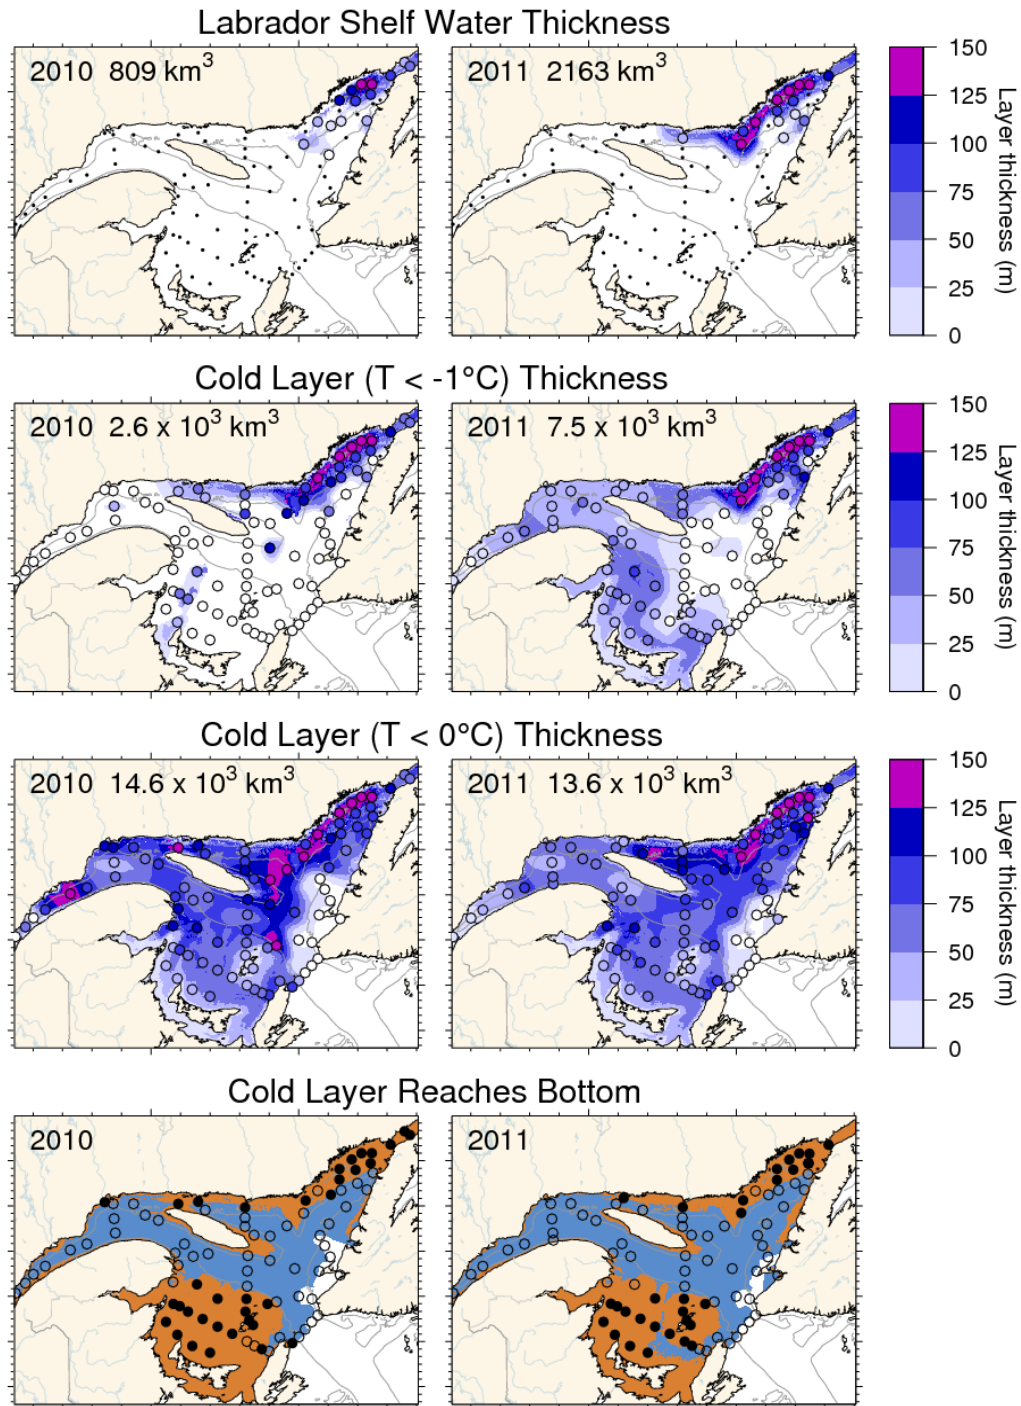 Labrador Shelf Water Thickness
2010 809 km³
2011 2163 km³
150
125
100
75
50
25
0
Layer thickness (m)
Cold Layer (T < -1°C) Thickness
2010 2.6 x 10³ km³
2011 7.5 x 10³ km³
150
125
100
75
50
25
0
Layer thickness (m)
Cold Layer (T < 0°C) Thickness
2010 14.6 x 10³ km³
2011 13.6 x 10³ km³
150
125
100
75
50
25
0
Layer thickness (m)
Cold Layer Reaches Bottom
2010
2011